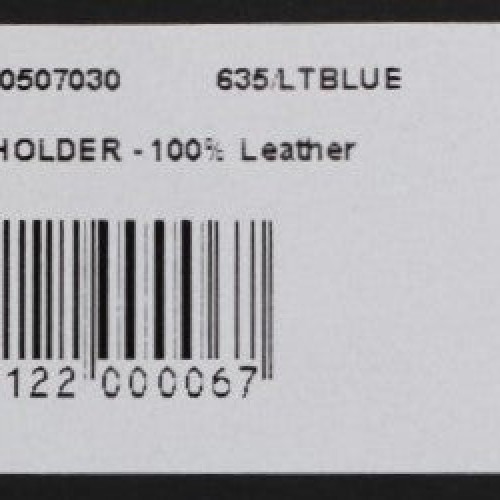 0507030 635/LTBLUE
HOLDER - 100% Leather
122 000067